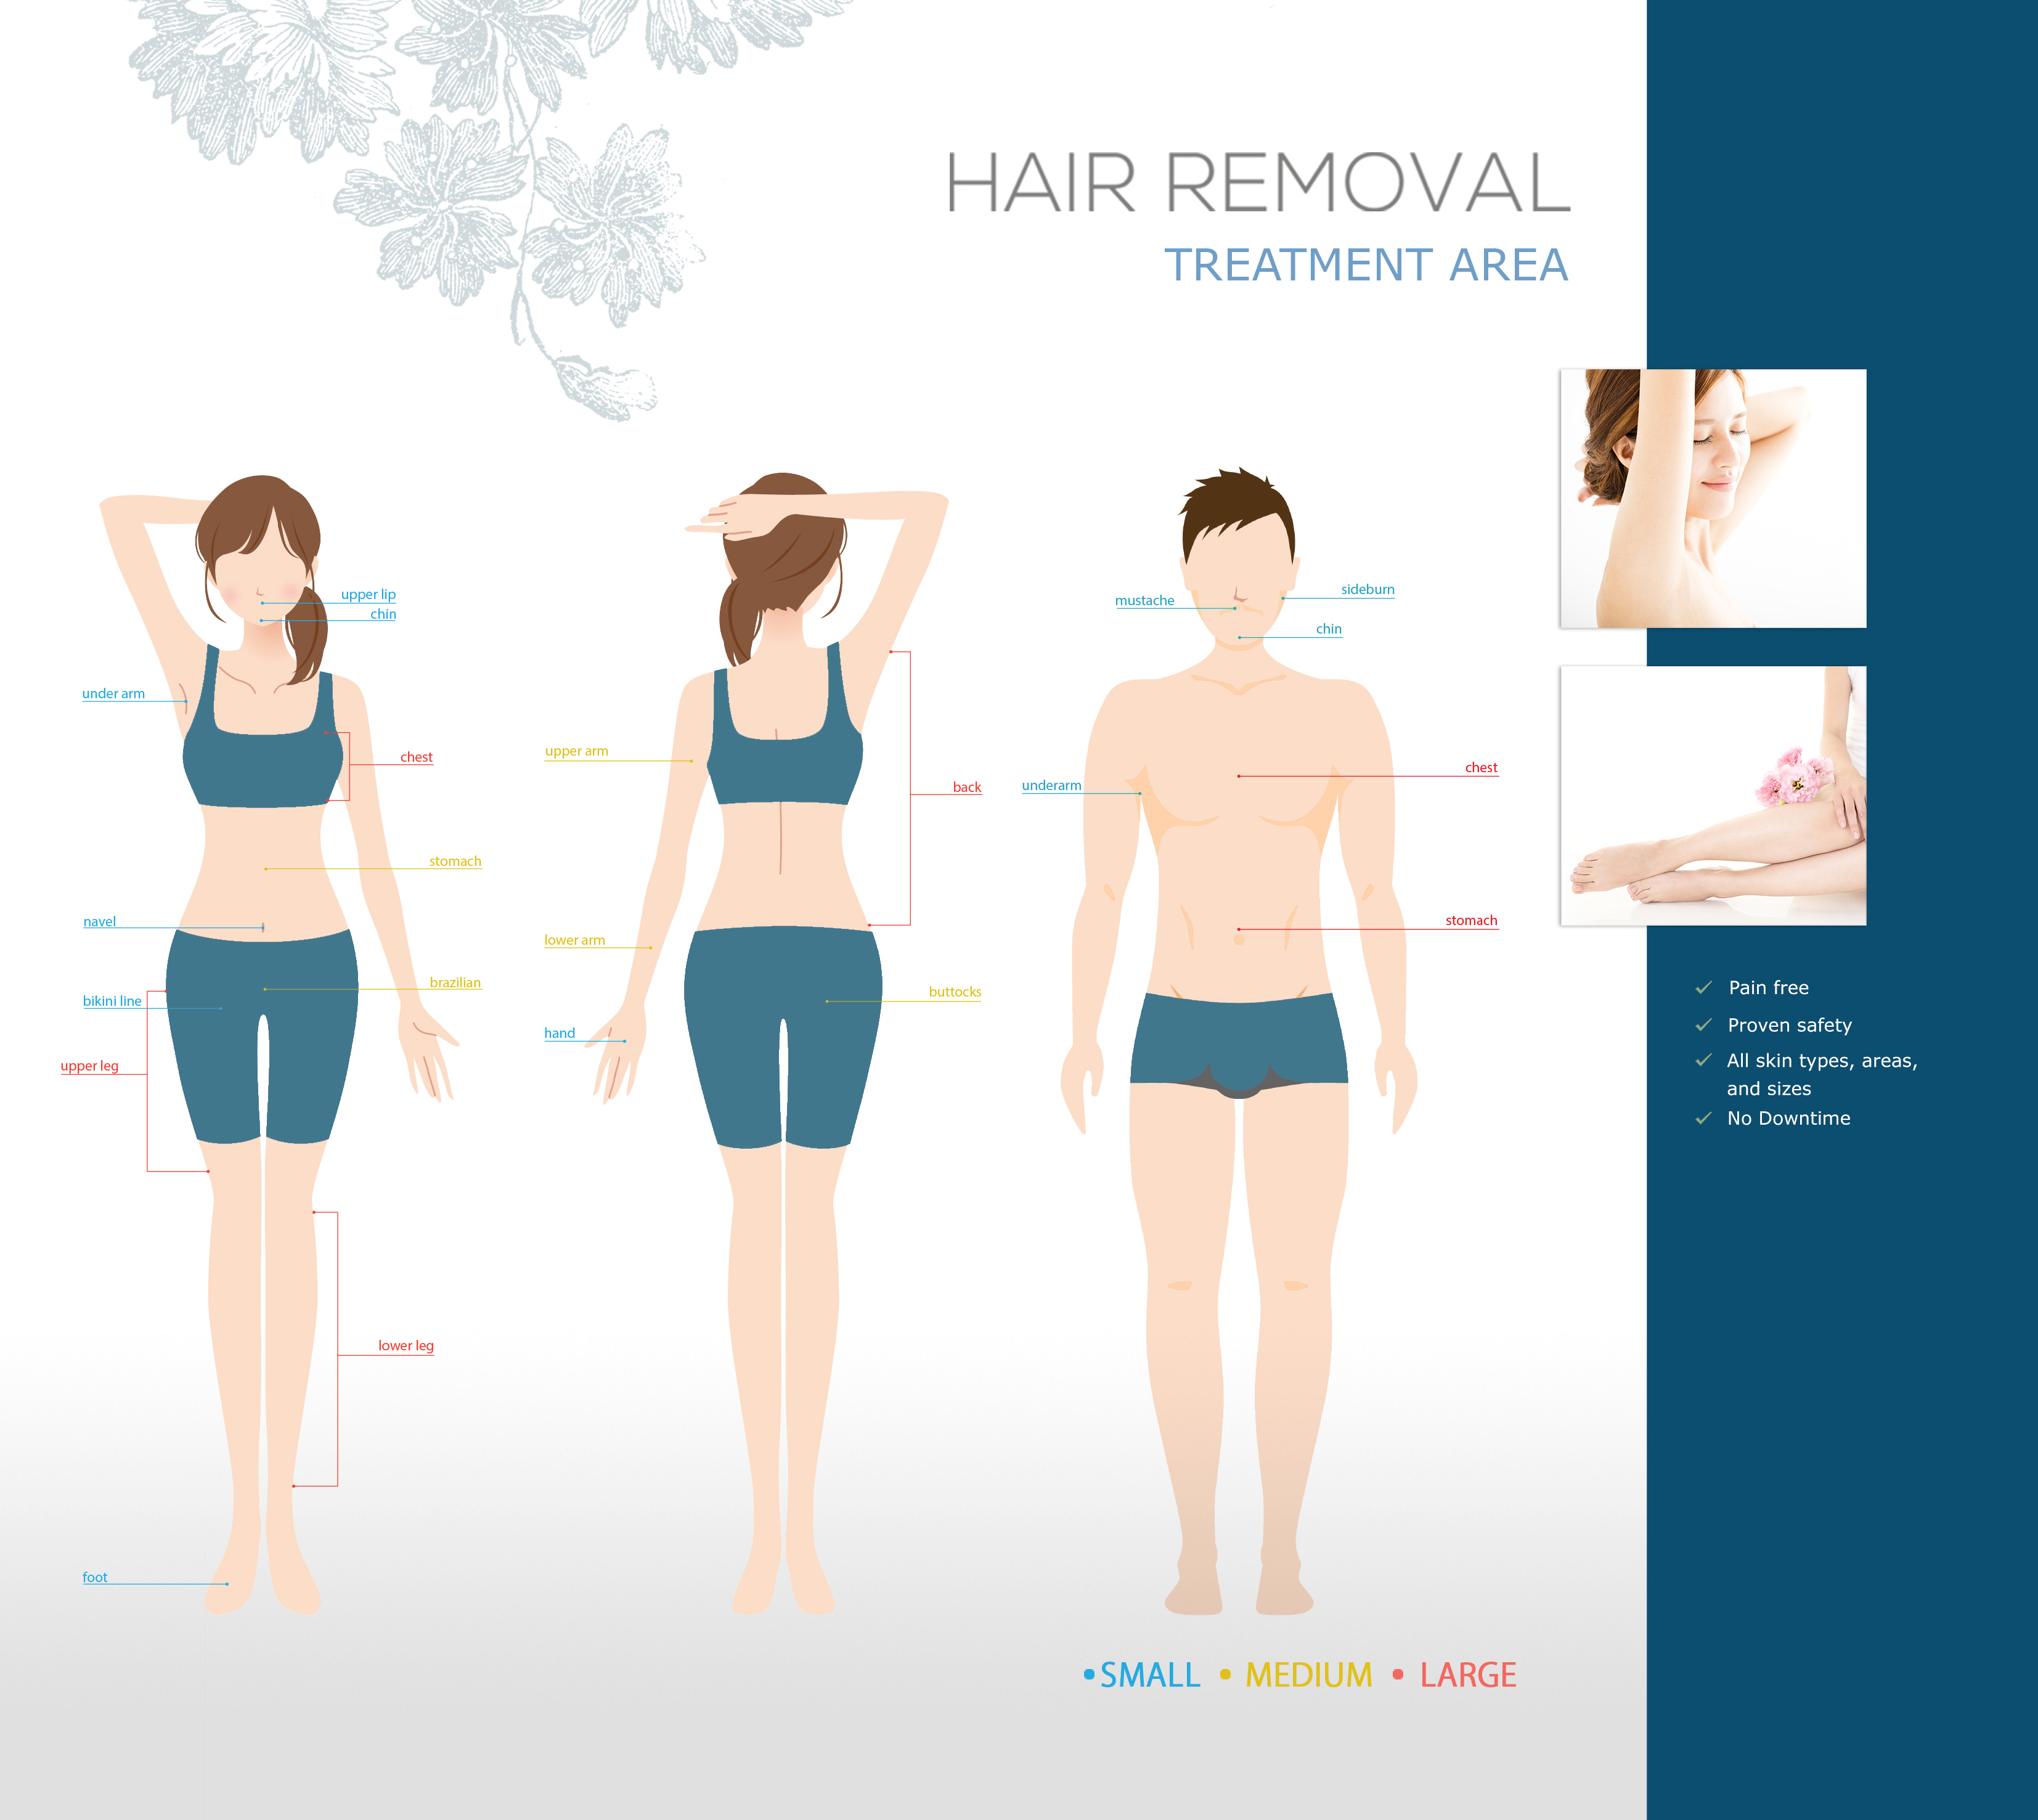 HAIR REMOVAL
TREATMENT AREA
upper lip
chin
under arm
chest
stomach
navel
brazilian
bikini line
upper leg
lower leg
foot
upper arm
back
lower arm
buttocks
hand
mustache
sideburn
chin
underarm
chest
stomach
Pain free
Proven safety
All skin types, areas,
and sizes
No Downtime
•SMALL • MEDIUM • LARGE